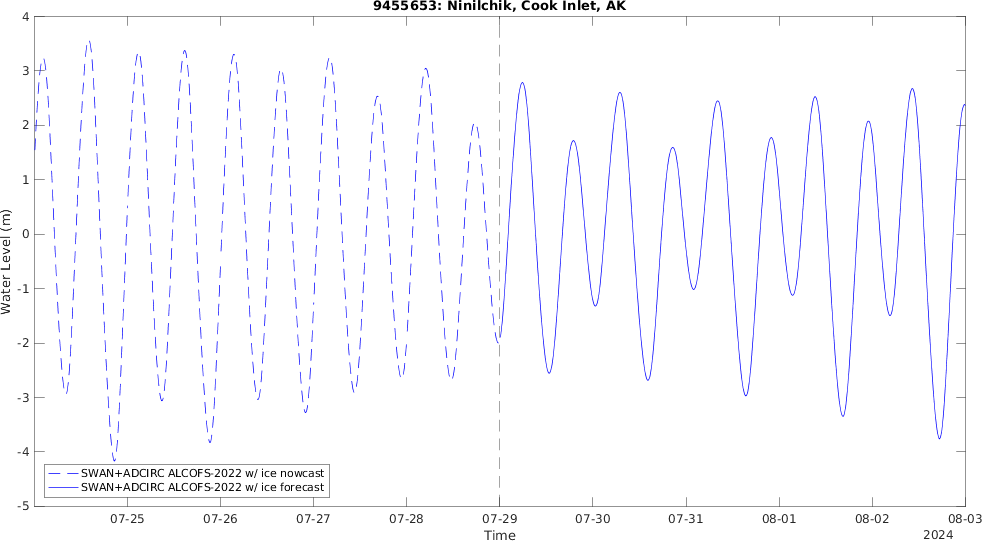 9455653: Ninilchik, Cook Inlet, AK
4
3
2
1
0
-1
-2
-3
-4
-5
Water Level (m)
SWAN+ADCIRC ALCOFS-2022 w/ ice nowcast
SWAN+ADCIRC ALCOFS-2022 w/ ice forecast
07-25 07-26 07-27 07-28 07-29 07-30 07-31 08-01 08-02 08-03
Time
2024